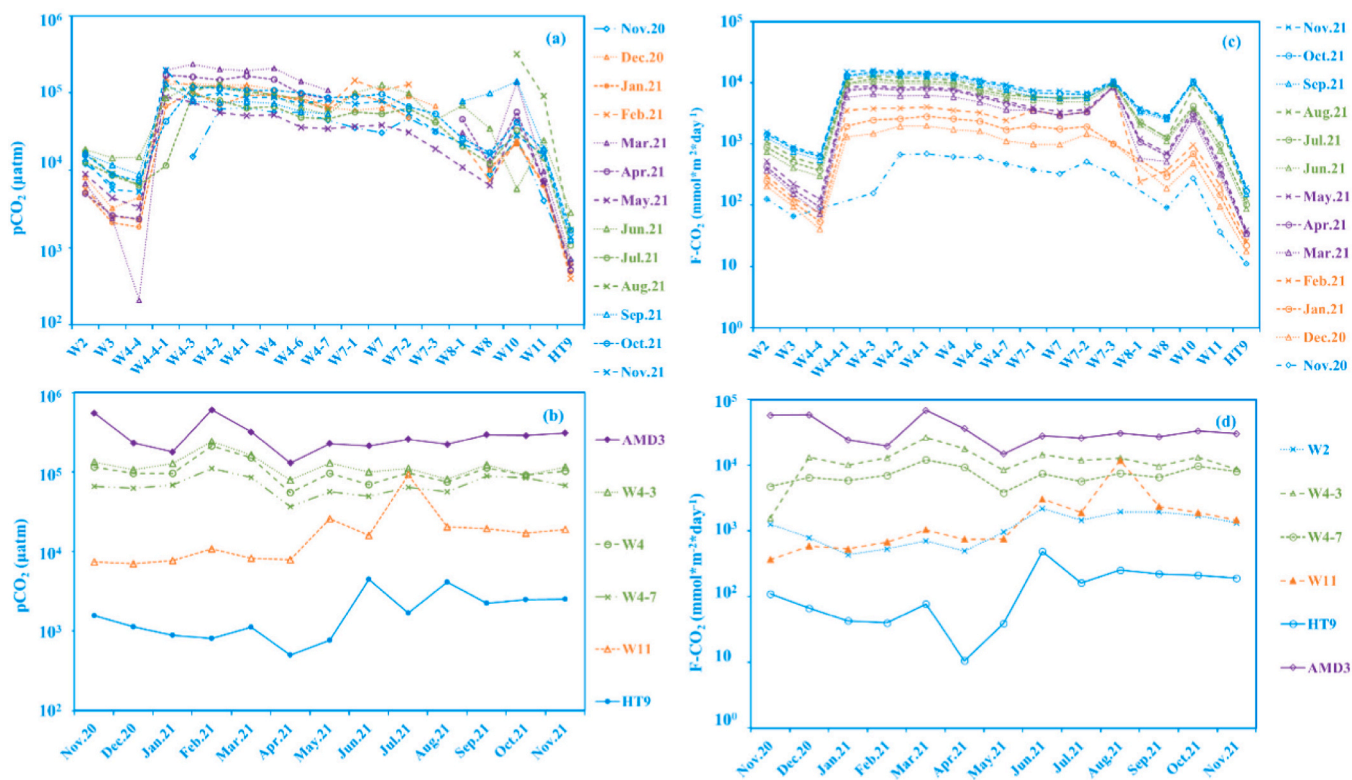 (a)
pCO₂ (µatm)
10⁶
10⁵
10⁴
10³
10²
W2
W3
W4-4
W4-4-1
W4-3
W4-2
W4-1
W4
W4-6
W4-7
W7-1
W7
W7-2
W7-3
W8-1
W8
W10
W11
HT9
Nov.20
Dec.20
Jan.21
Feb.21
Mar.21
Apr.21
May.21
Jun.21
Jul.21
Aug.21
Sep.21
Oct.21
Nov.21
(c)
F-CO₂ (mmol*m²*day⁻¹)
10⁵
10⁴
10³
10²
10
10⁰
W2
W3
W4-4
W4-4-1
W4-3
W4-2
W4-1
W4
W4-6
W4-7
W7-1
W7
W7-2
W7-3
W8-1
W8
W10
W11
HT9
Nov.21
Oct.21
Sep.21
Aug.21
Jul.21
Jun.21
May.21
Apr.21
Mar.21
Feb.21
Jan.21
Dec.20
Nov.20
(b)
pCO₂ (µatm)
10⁶
10⁵
10⁴
10³
10²
Nov.20
Dec.20
Jan.21
Feb.21
Mar.21
Apr.21
May.21
Jun.21
Jul.21
Aug.21
Sep.21
Oct.21
Nov.21
AMD3
W4-3
W4
W4-7
W11
HT9
(d)
F-CO₂ (mmol*m⁻²*day⁻¹)
10⁵
10⁴
10³
10²
10
10⁰
Nov.20
Dec.20
Jan.21
Feb.21
Mar.21
Apr.21
May.21
Jun.21
Jul.21
Aug.21
Sep.21
Oct.21
Nov.21
W2
W4-3
W4-7
W11
HT9
AMD3